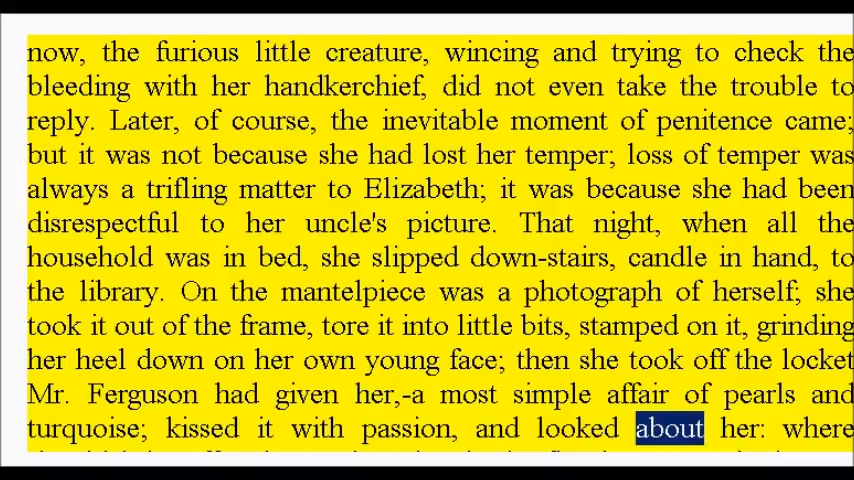 now, the furious little creature, wincing and trying to check the
bleeding with her handkerchief, did not even take the trouble to
reply. Later, of course, the inevitable moment of penitence came;
but it was not because she had lost her temper; loss of temper was
always a trifling matter to Elizabeth; it was because she had been
disrespectful to her uncle's picture. That night, when all the
household was in bed, she slipped down-stairs, candle in hand, to
the library. On the mantelpiece was a photograph of herself; she
took it out of the frame, tore it into little bits, stamped on it, grinding
her heel down on her own young face; then she took off the locket
Mr. Ferguson had given her,-a most simple affair of pearls and
turquoise; kissed it with passion, and looked about her: where